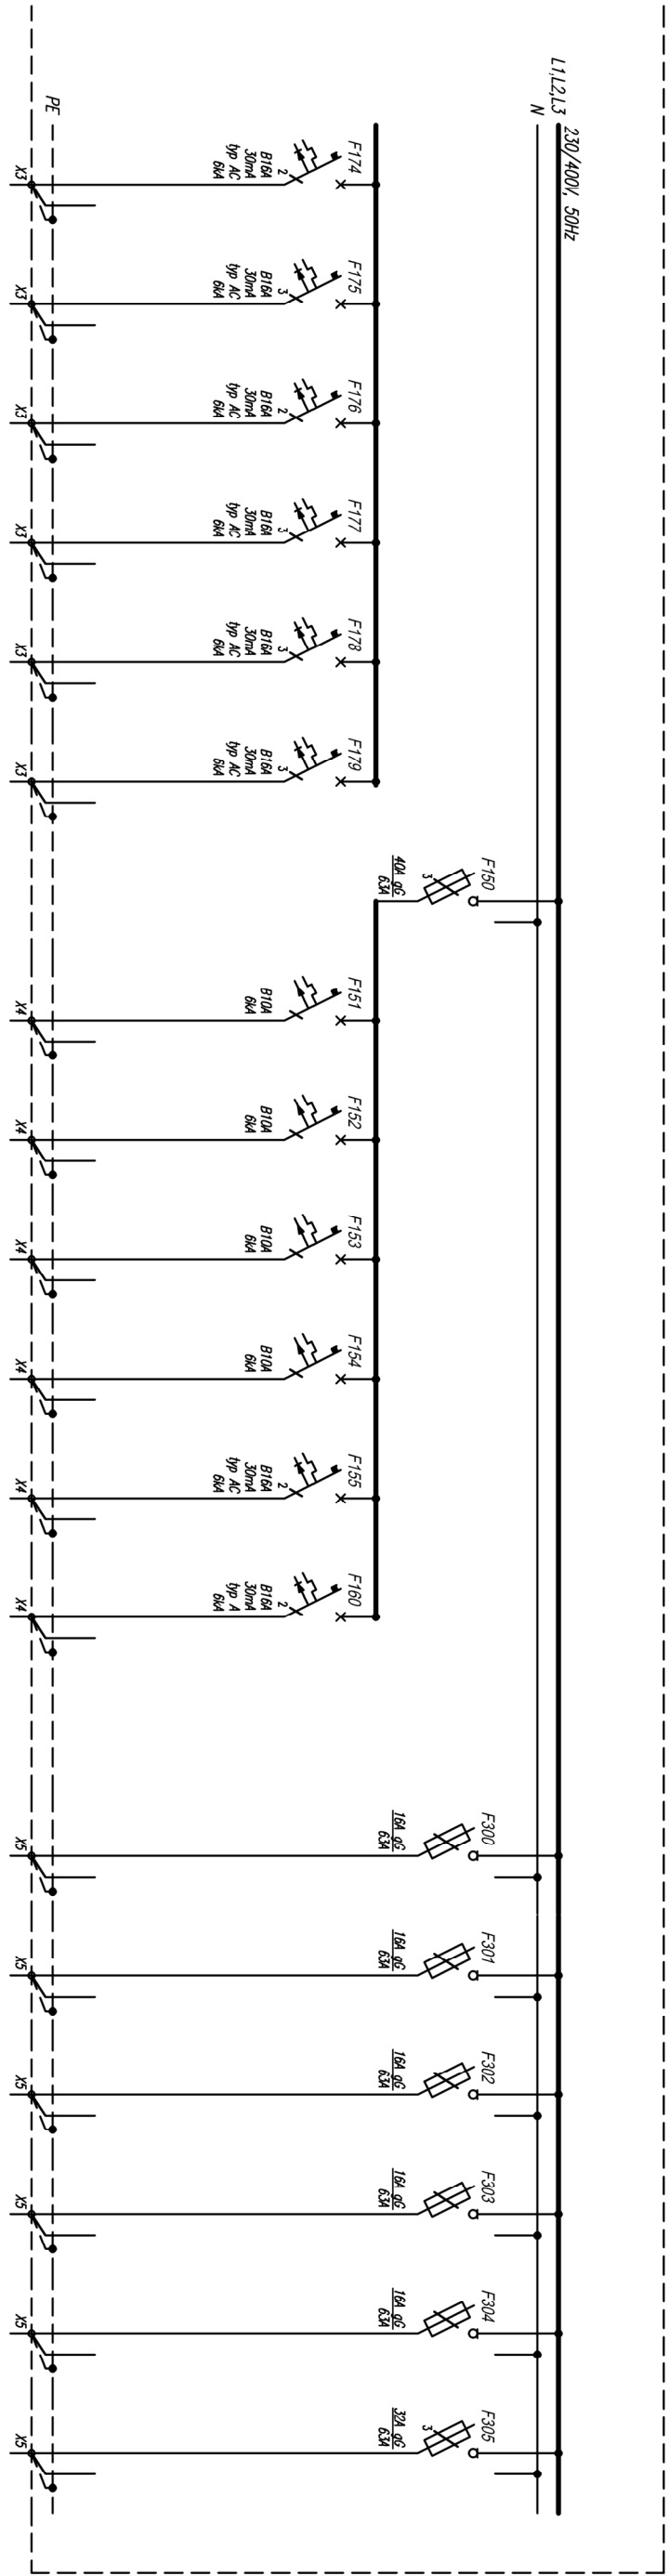 L1,L2,L3 230/400V, 50Hz
N
F174
2
B16A
30mA
typ AC
6kA
X3
F175
3
B16A
30mA
typ AC
6kA
X3
F176
2
B16A
30mA
typ AC
6kA
X3
F177
3
B16A
30mA
typ AC
6kA
X3
F178
3
B16A
30mA
typ AC
6kA
X3
F179
3
B16A
30mA
typ AC
6kA
X3
F150
3
40A gG
63A
F151
B10A
6kA
X4
F152
B10A
6kA
X4
F153
B10A
6kA
X4
F154
B10A
6kA
X4
F155
2
B16A
30mA
typ AC
6kA
X4
F160
2
B16A
30mA
typ A
6kA
X4
F300
16A gG
63A
X5
F301
16A gG
63A
X5
F302
16A gG
63A
X5
F303
16A gG
63A
X5
F304
16A gG
63A
X5
F305
3
32A gG
63A
X5
PE